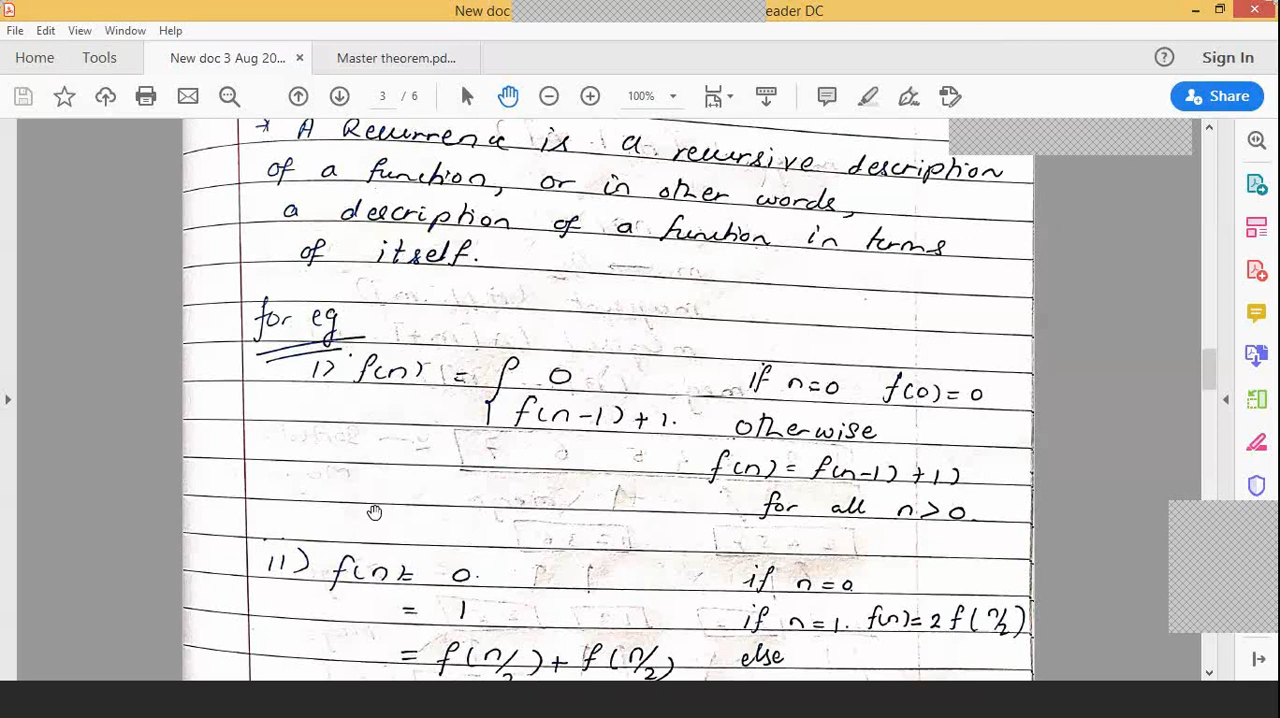 New doc eader DC
File Edit View Window Help
Home Tools New doc 3 Aug 20... × Master theorem.pd... Sign In
3 / 6 100% Share
* A Recurrence is a recursive description
of a function, or in other words,
a description of a function in terms
of itself.
for eg
i) f(n) = { 0 if n=0 f(0)=0
f(n-1)+1. otherwise
f(n)= f(n-1)+1)
for all n>0.
ii) f(n)= 0. if n=0
= 1 if n=1. f(n)=2f(n/2)
= f(n/2)+ f(n/2) else